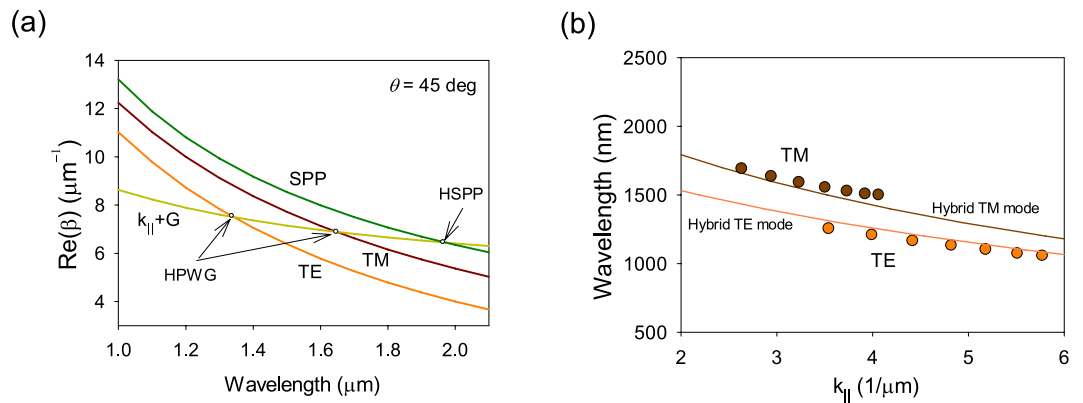 (a)
14
12
10
8
6
4
Re(β) (μm⁻¹)
θ = 45 deg
SPP
HSPP
k||+G
HPWG
TE
TM
1.0 1.2 1.4 1.6 1.8 2.0
Wavelength (μm)
(b)
2500
2000
1500
1000
500
Wavelength (nm)
TM
Hybrid TM mode
Hybrid TE mode
TE
2 3 4 5 6
k|| (1/μm)